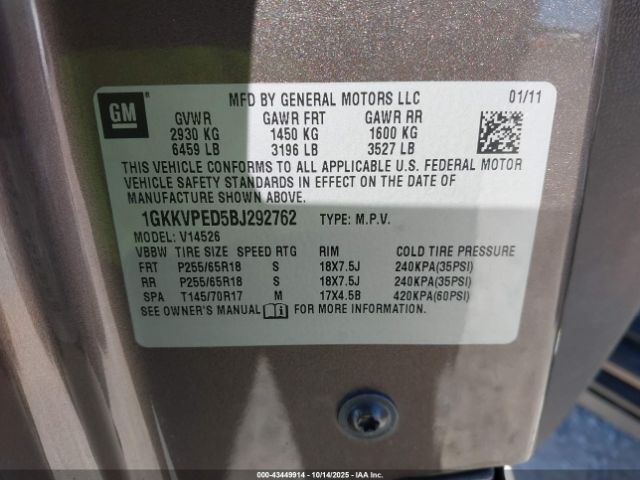 GM ®
MFD BY GENERAL MOTORS LLC 01/11
GVWR GAWR FRT GAWR RR
2930 KG 1450 KG 1600 KG
6459 LB 3196 LB 3527 LB
THIS VEHICLE CONFORMS TO ALL APPLICABLE U.S. FEDERAL MOTOR
VEHICLE SAFETY STANDARDS IN EFFECT ON THE DATE OF
MANUFACTURE SHOWN ABOVE.
1GKKVPED5BJ292762 TYPE: M.P.V.
MODEL: V14526
VBBW TIRE SIZE SPEED RTG RIM COLD TIRE PRESSURE
FRT P255/65R18 S 18X7.5J 240KPA(35PSI)
RR P255/65R18 S 18X7.5J 240KPA(35PSI)
SPA T145/70R17 M 17X4.5B 420KPA(60PSI)
SEE OWNER'S MANUAL FOR MORE INFORMATION.
00-43449914 | 10/14/2025 - IAA, Inc.